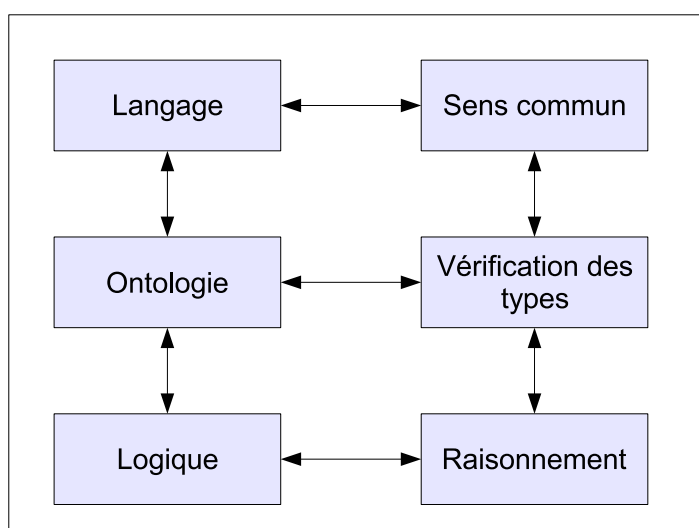 Langage
Sens commun
Ontologie
Vérification des
types
Logique
Raisonnement